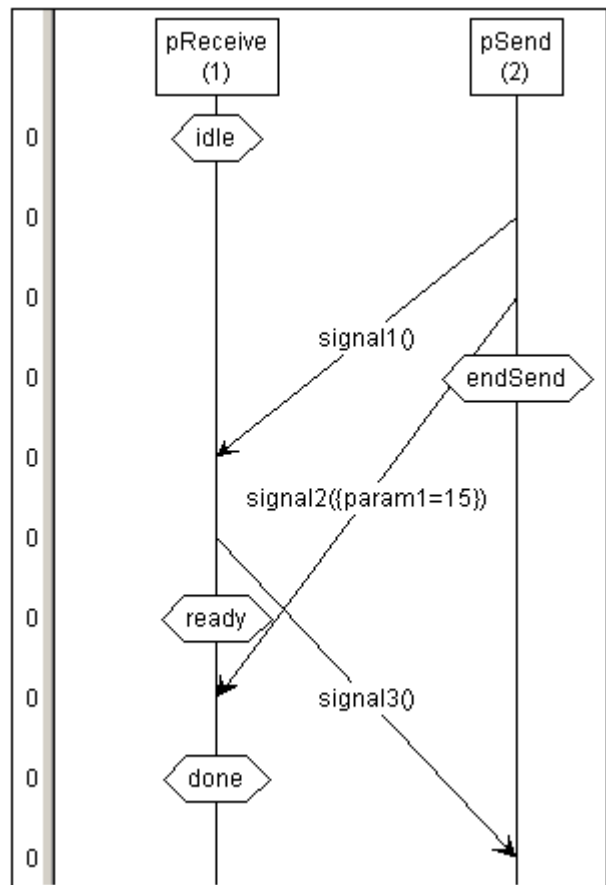 pReceive
(1)
pSend
(2)
0
idle
0
0
signal1()
0
endSend
0
signal2({param1=15})
0
0
ready
0
signal3()
0
done
0